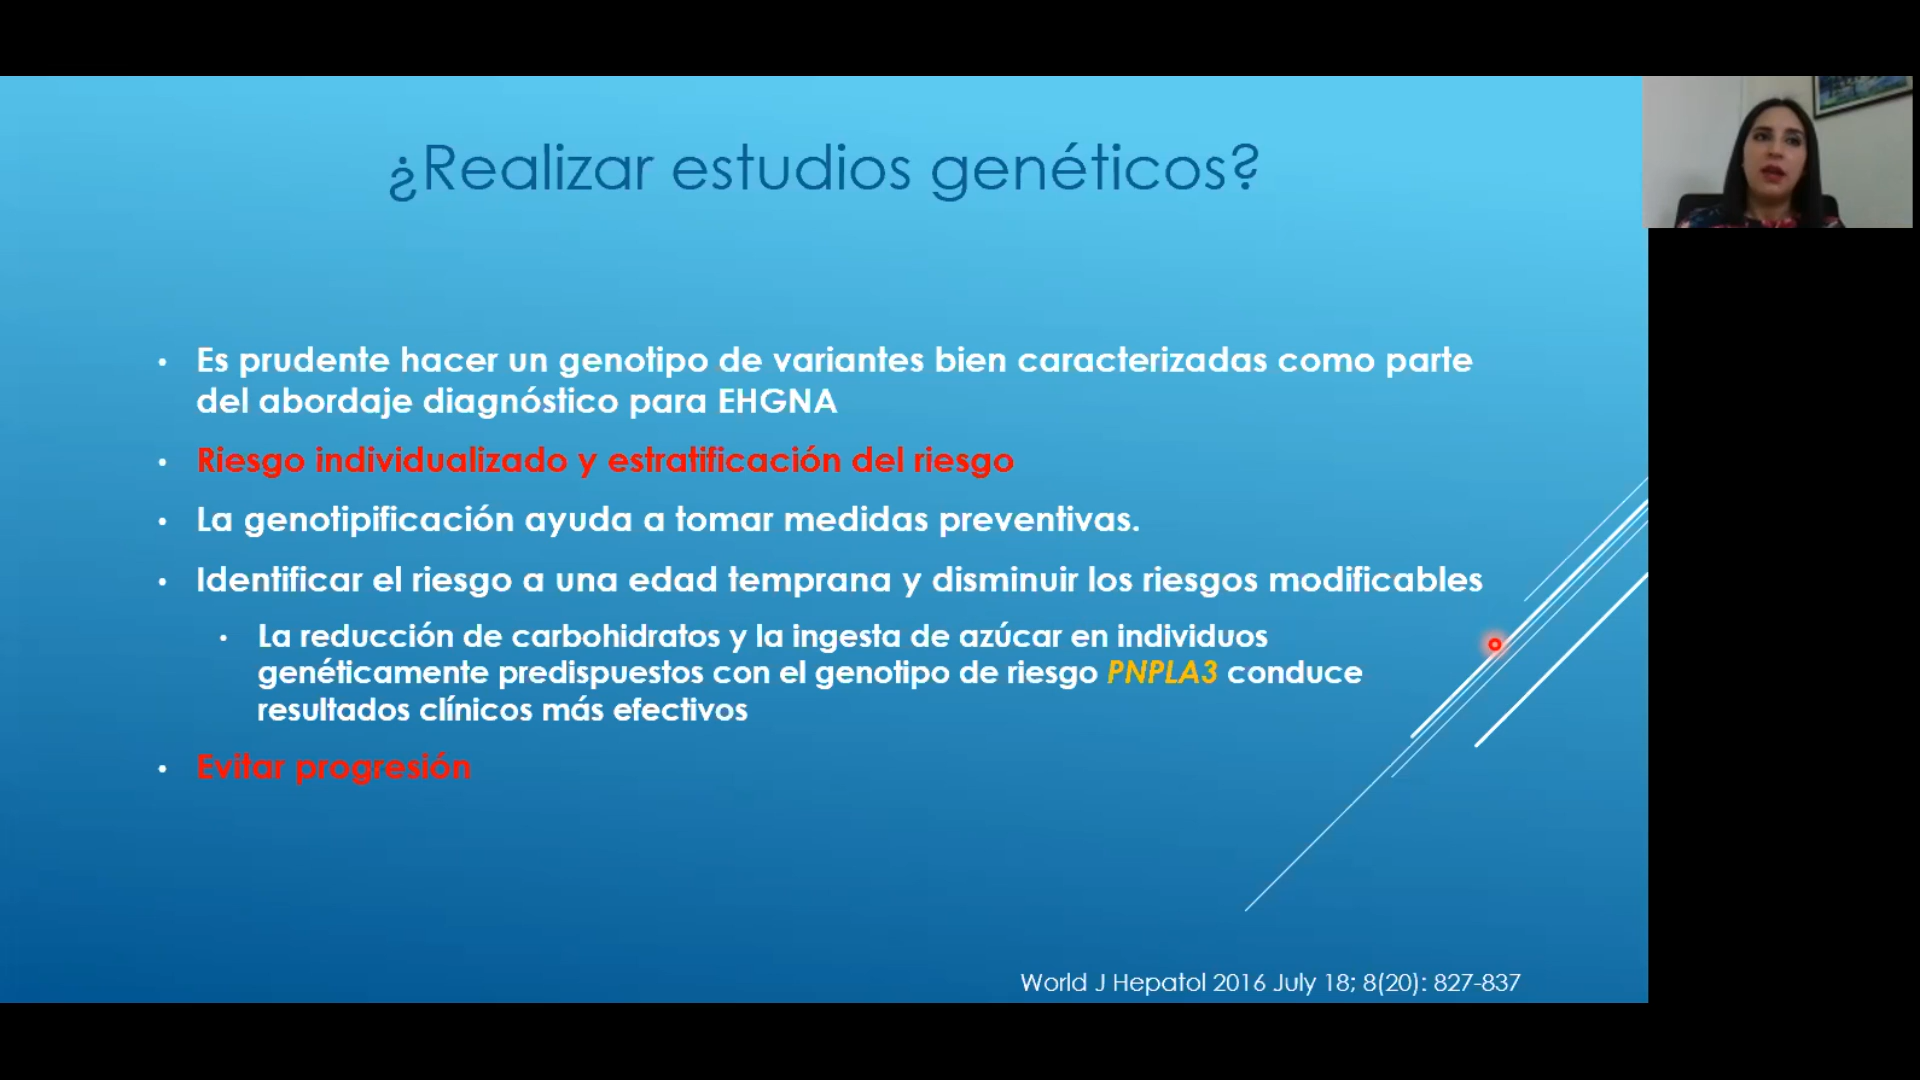 ¿Realizar estudios genéticos?
• Es prudente hacer un genotipo de variantes bien caracterizadas como parte
del abordaje diagnóstico para EHGNA
• Riesgo individualizado y estratificación del riesgo
• La genotipificación ayuda a tomar medidas preventivas.
• Identificar el riesgo a una edad temprana y disminuir los riesgos modificables
• La reducción de carbohidratos y la ingesta de azúcar en individuos
genéticamente predispuestos con el genotipo de riesgo PNPLA3 conduce
resultados clínicos más efectivos
• Evitar progresión
World J Hepatol 2016 July 18; 8(20): 827-837